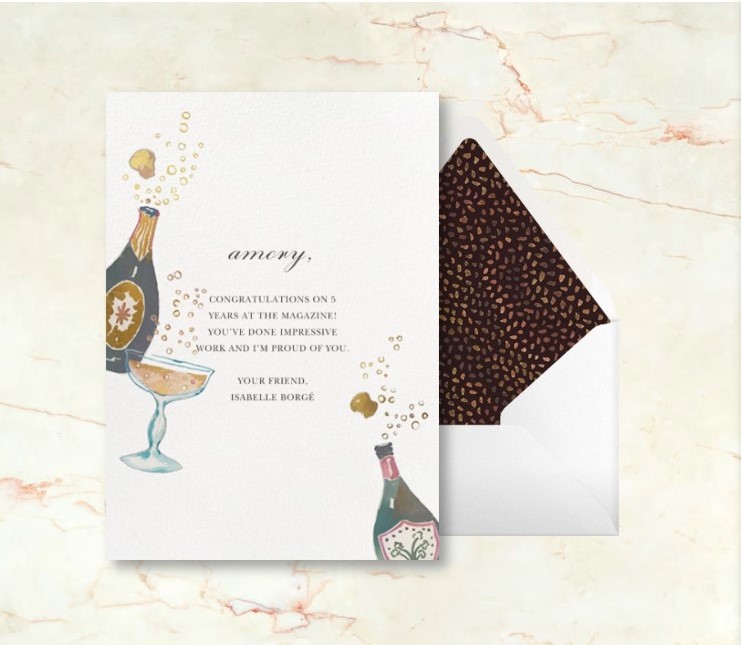 amory,
CONGRATULATIONS ON 5
YEARS AT THE MAGAZINE!
YOU'VE DONE IMPRESSIVE
WORK AND I'M PROUD OF YOU.
YOUR FRIEND,
ISABELLE BORGÉ